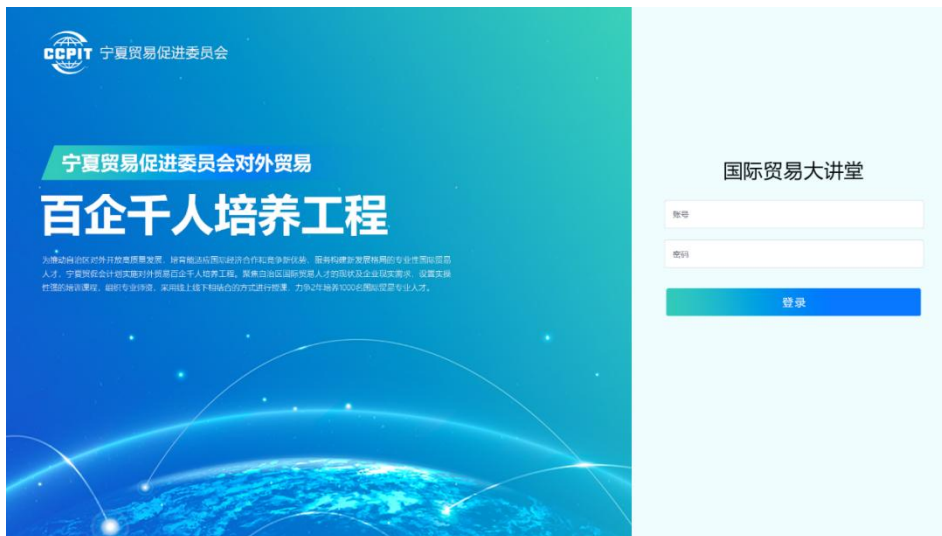 CCPIT 宁夏贸易促进委员会
宁夏贸易促进委员会对外贸易
百企千人培养工程
为推动自治区对外开放高质量发展，培育能适应国际经济合作和竞争新优势、服务构建新发展格局的专业性国际贸易
人才，宁夏贸促会计划实施对外贸易百企千人培养工程。聚焦自治区国际贸易人才的现状及企业现实需求，设置实操
性强的培训课程，组织专业师资，采用线上线下相结合的方式进行授课，力争2年培养1000名国际贸易专业人才。
国际贸易大讲堂
账号
密码
登录